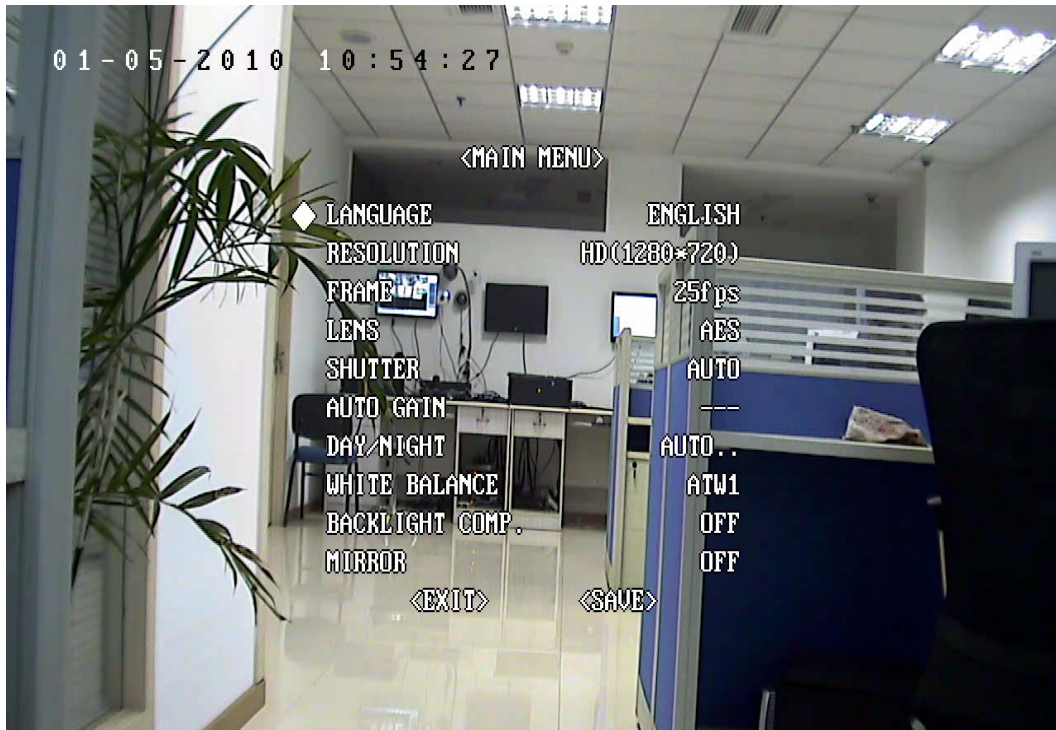 01-05-2010 10:54:27
<MAIN MENU>
LANGUAGE ENGLISH
RESOLUTION HD(1280*720)
FRAME 25fps
LENS AES
SHUTTER AUTO
AUTO GAIN ---
DAY/NIGHT AUTO..
WHITE BALANCE ATW1
BACKLIGHT COMP. OFF
MIRROR OFF
<EXIT> <SAVE>